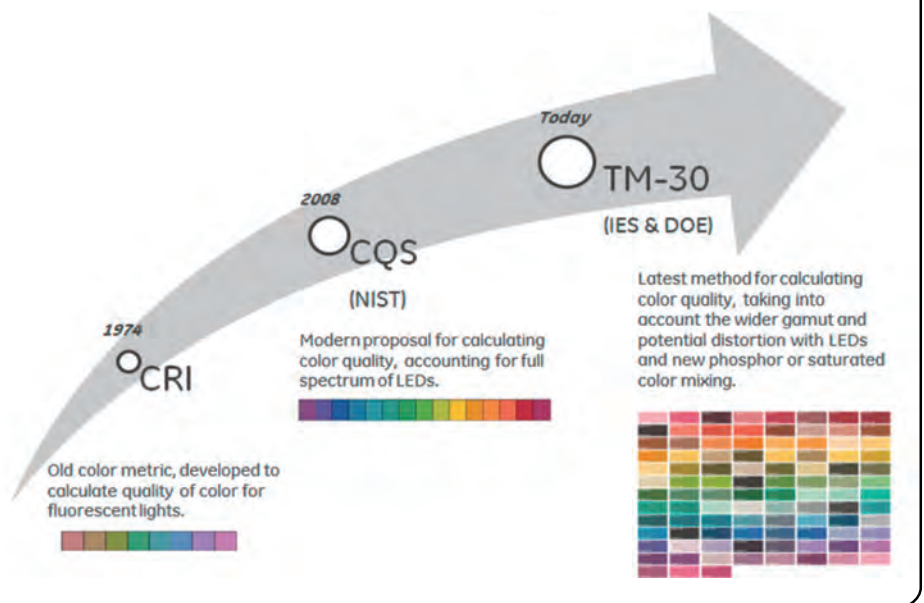 1974
CRI
Old color metric, developed to
calculate quality of color for
fluorescent lights.
2008
CQS
(NIST)
Modern proposal for calculating
color quality, accounting for full
spectrum of LEDs.
Today
TM-30
(IES & DOE)
Latest method for calculating
color quality, taking into
account the wider gamut and
potential distortion with LEDs
and new phosphor or saturated
color mixing.